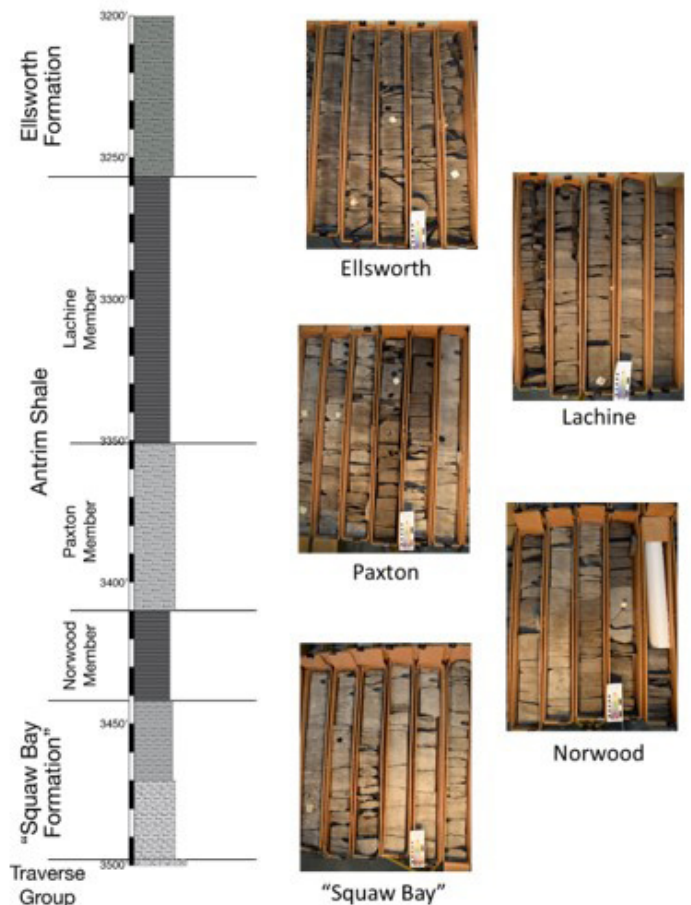 3200'
Ellsworth
Formation
3250'
Lachine
Member
3300'
Antrim Shale
3350'
Paxton
Member
3400'
Norwood
Member
3450'
“Squaw Bay
Formation”
3500'
Traverse
Group
Ellsworth
Lachine
Paxton
Norwood
“Squaw Bay”